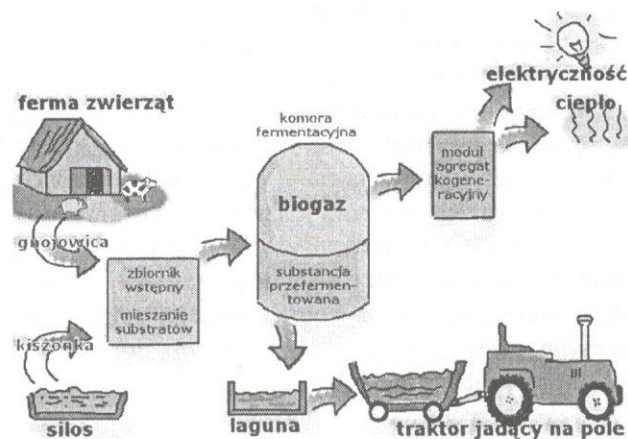 elektryczność
ciepło
ferma zwierząt
komora
fermentacyjna
moduł
agregat
kogene-
racyjny
biogaz
gnojowica
zbiornik
wstępny
mieszanie
substratów
substancja
przefermen-
towana
kiszonka
silos
laguna
traktor jadący na pole